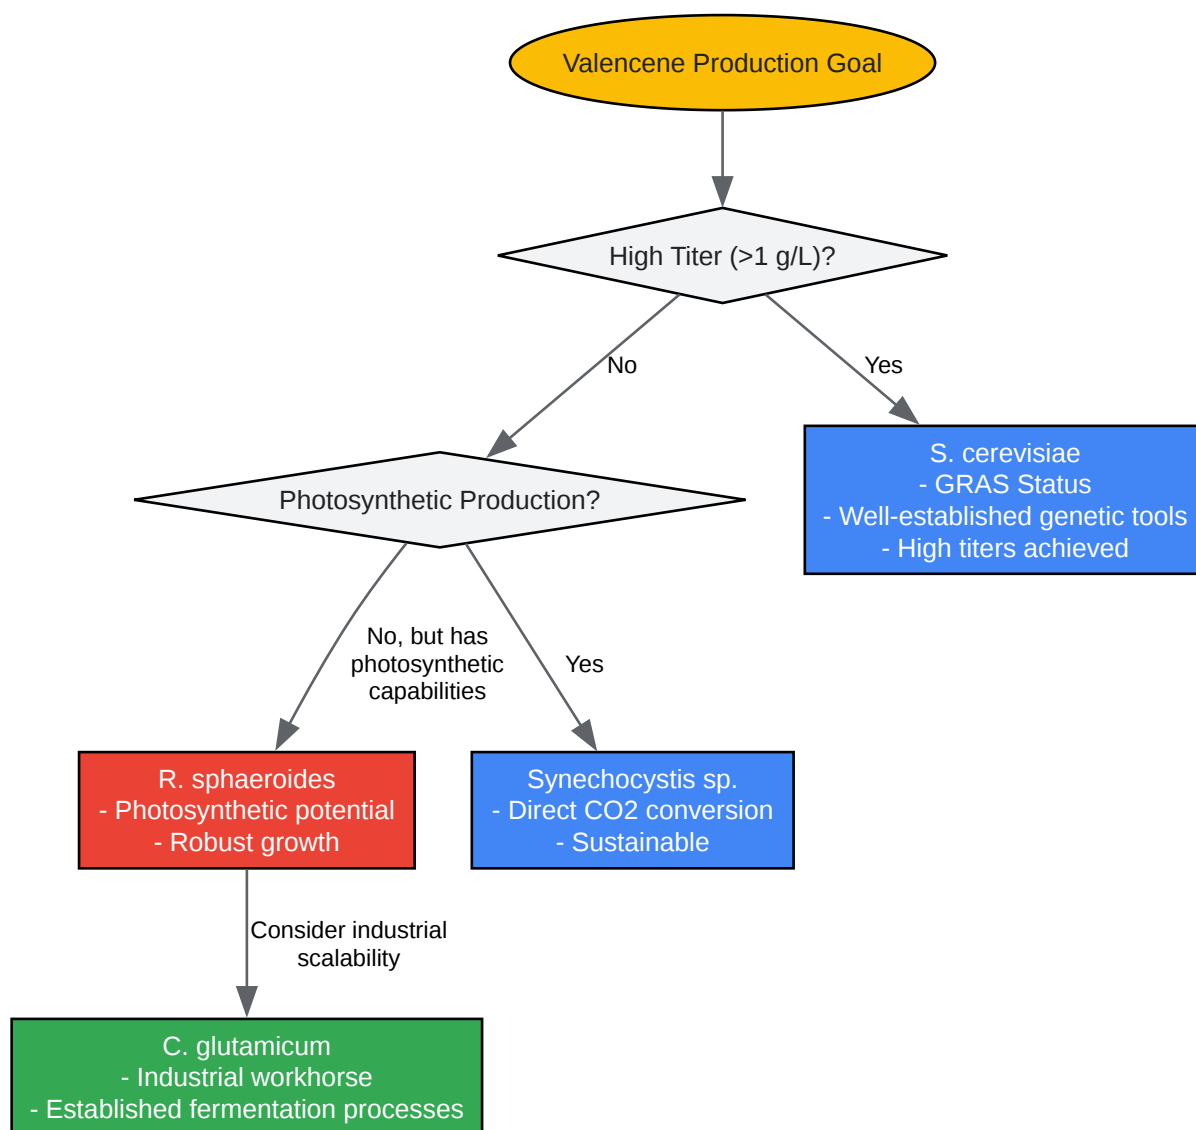 Valencene Production Goal
High Titer (>1 g/L)?
No
Yes
S. cerevisiae
- GRAS Status
- Well-established genetic tools
- High titers achieved
Photosynthetic Production?
No, but has
photosynthetic
capabilities
Yes
R. sphaeroides
- Photosynthetic potential
- Robust growth
Synechocystis sp.
- Direct CO2 conversion
- Sustainable
Consider industrial
scalability
C. glutamicum
- Industrial workhorse
- Established fermentation processes